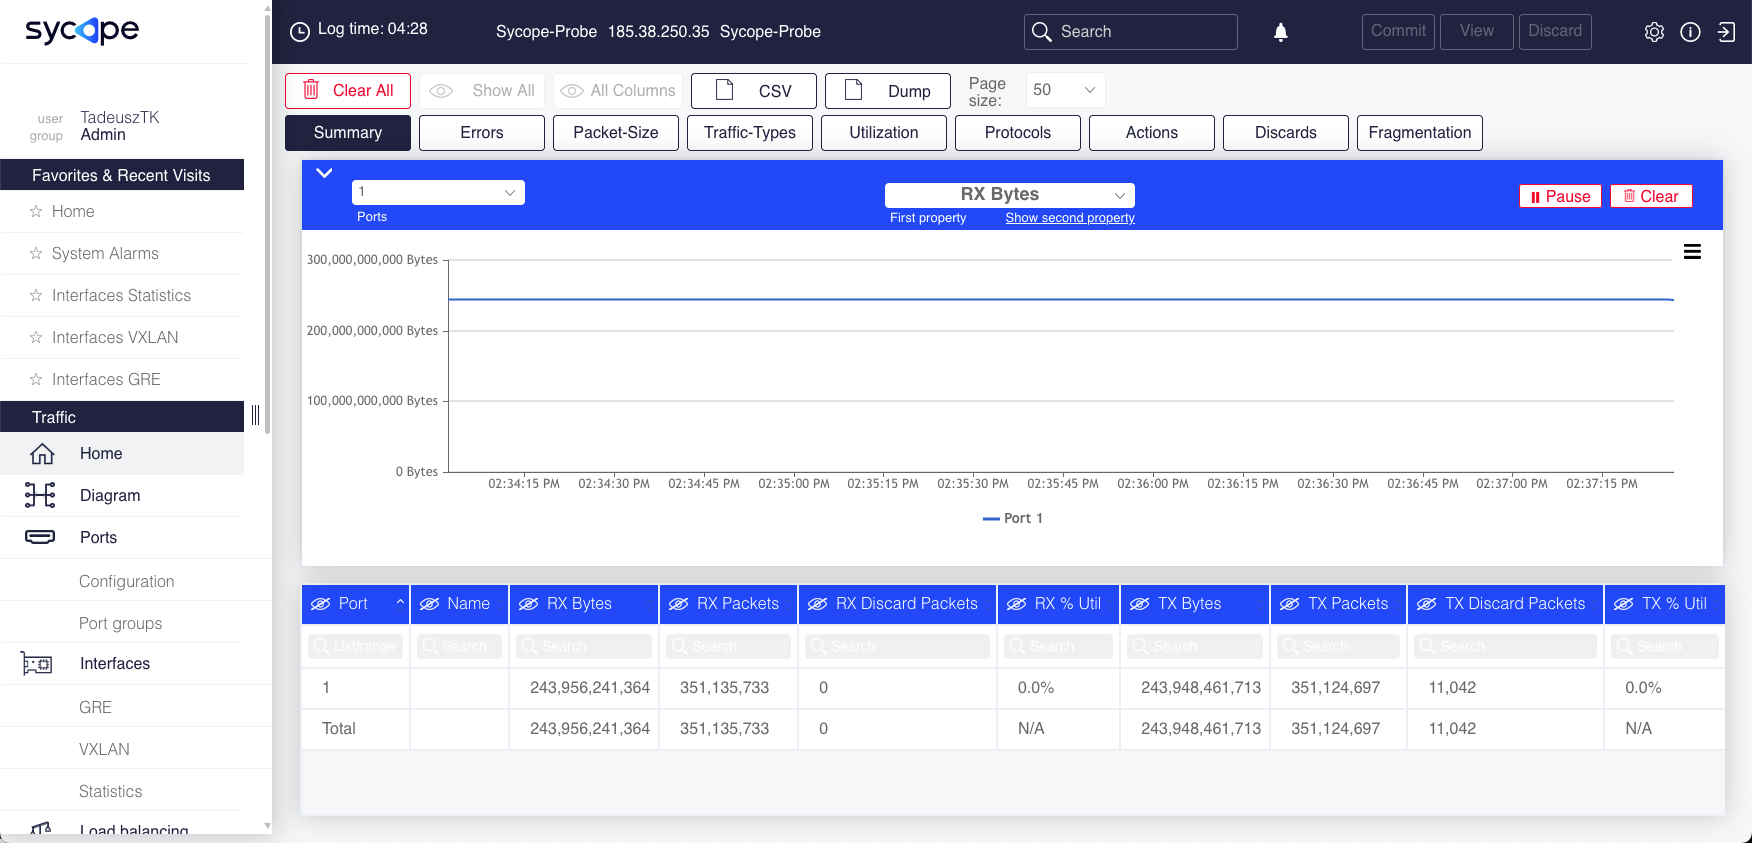 sycope
Log time: 04:28
Sycope-Probe 185.38.250.35 Sycope-Probe
Search
Commit
View
Discard
user TadeuszTK
group Admin
Favorites & Recent Visits
Home
System Alarms
Interfaces Statistics
Interfaces VXLAN
Interfaces GRE
Traffic
Home
Diagram
Ports
Configuration
Port groups
Interfaces
GRE
VXLAN
Statistics
Load balancing
Clear All
Show All
All Columns
CSV
Dump
Page size:
50
Summary
Errors
Packet-Size
Traffic-Types
Utilization
Protocols
Actions
Discards
Fragmentation
1
Ports
RX Bytes
First property
Show second property
Pause
Clear
300,000,000,000 Bytes
200,000,000,000 Bytes
100,000,000,000 Bytes
0 Bytes
02:34:15 PM 02:34:30 PM 02:34:45 PM 02:35:00 PM 02:35:15 PM 02:35:30 PM 02:35:45 PM 02:36:00 PM 02:36:15 PM 02:36:30 PM 02:36:45 PM 02:37:00 PM 02:37:15 PM
Port 1
Port Name RX Bytes RX Packets RX Discard Packets RX % Util TX Bytes TX Packets TX Discard Packets TX % Util
List/range Search Search Search Search Search Search Search Search Search
1 243,956,241,364 351,135,733 0 0.0% 243,948,461,713 351,124,697 11,042 0.0%
Total 243,956,241,364 351,135,733 0 N/A 243,948,461,713 351,124,697 11,042 N/A